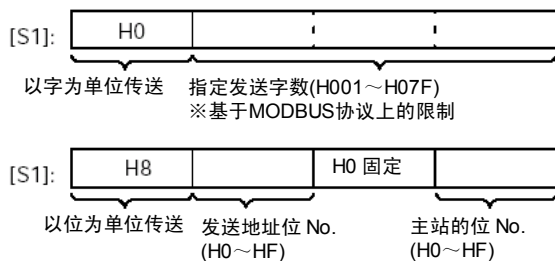 [S1]: H0
以字为单位传送 指定发送字数(H001～H07F)
※基于MODBUS协议上的限制
[S1]: H8 H0 固定
以位为单位传送 发送地址位 No. 主站的位 No.
(H0～HF) (H0～HF)